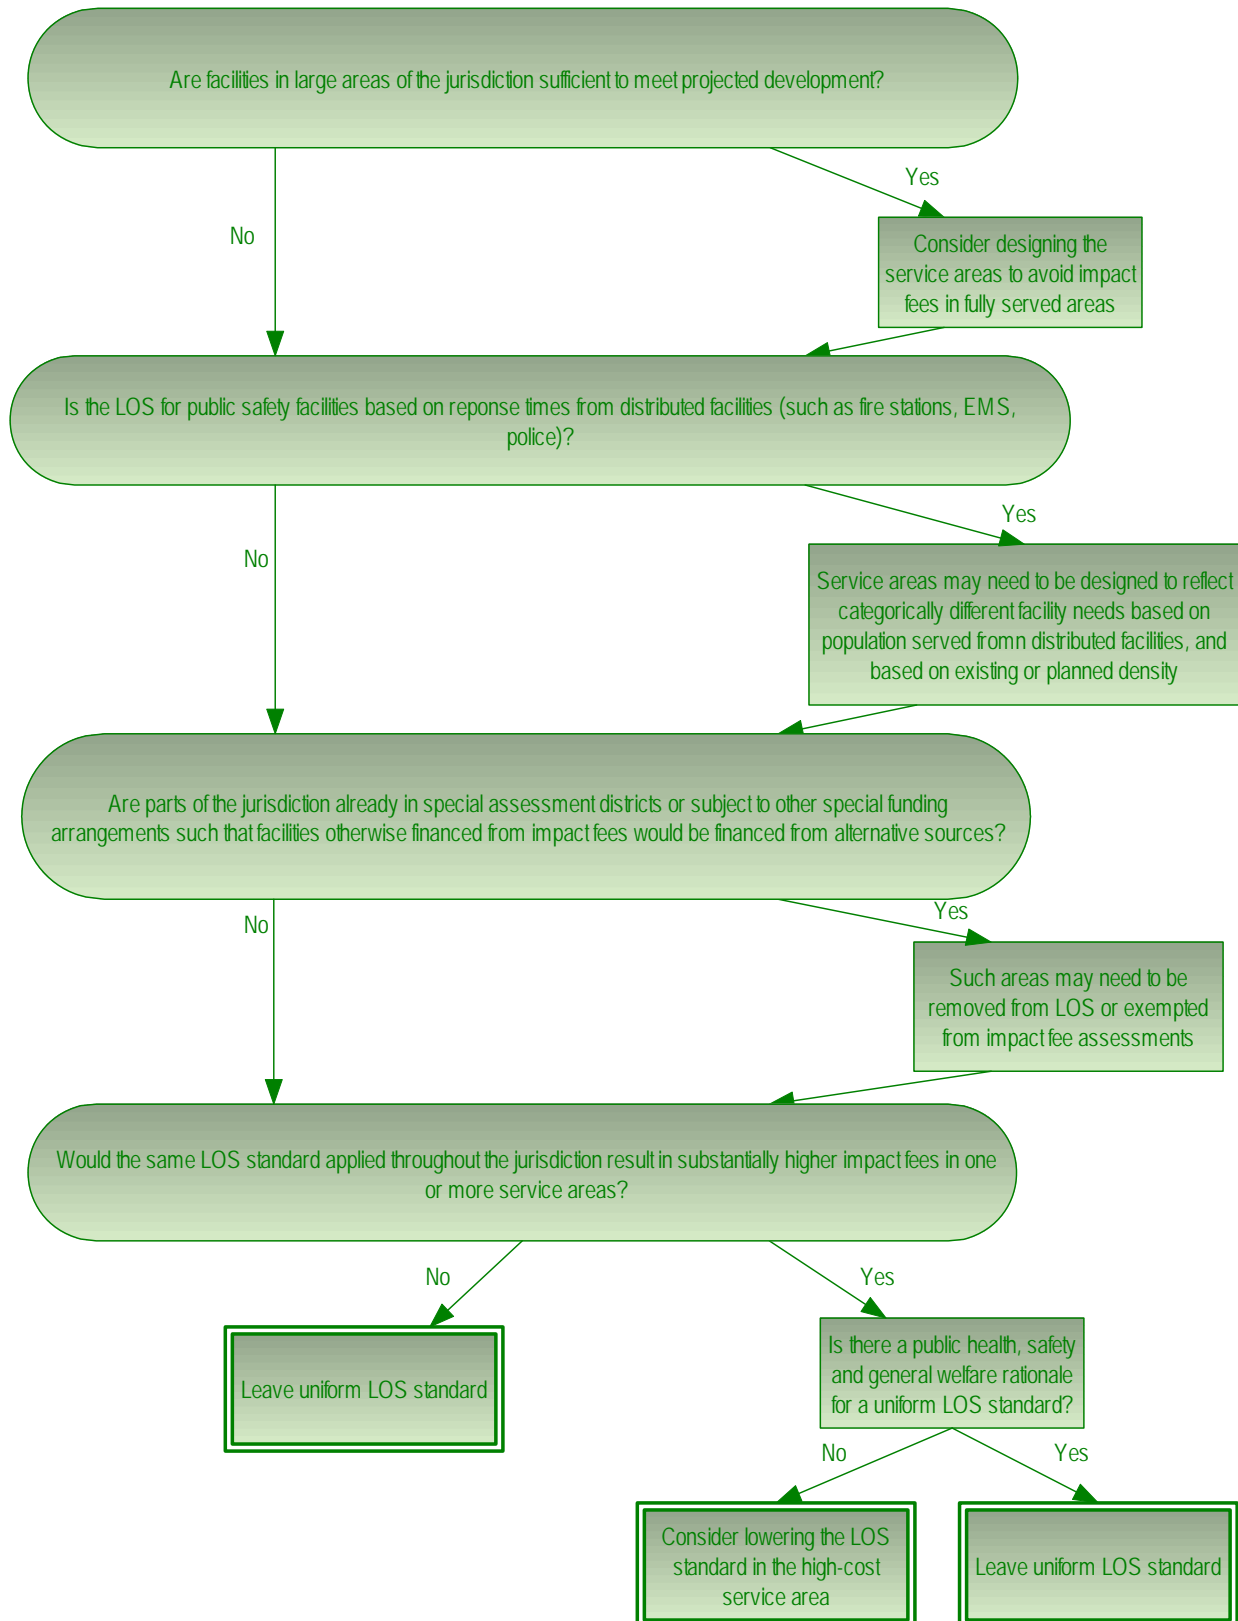 Are facilities in large areas of the jurisdiction sufficient to meet projected development?
Yes
No
Consider designing the
service areas to avoid impact
fees in fully served areas
Is the LOS for public safety facilities based on reponse times from distributed facilities (such as fire stations, EMS,
police)?
Yes
No
Service areas may need to be designed to reflect
categorically different facility needs based on
population served fromn distributed facilities, and
based on existing or planned density
Are parts of the jurisdiction already in special assessment districts or subject to other special funding
arrangements such that facilities otherwise financed from impact fees would be financed from alternative sources?
Yes
No
Such areas may need to be
removed from LOS or exempted
from impact fee assessments
Would the same LOS standard applied throughout the jurisdiction result in substantially higher impact fees in one
or more service areas?
No
Yes
Leave uniform LOS standard
Is there a public health, safety
and general welfare rationale
for a uniform LOS standard?
No
Yes
Consider lowering the LOS
standard in the high-cost
service area
Leave uniform LOS standard